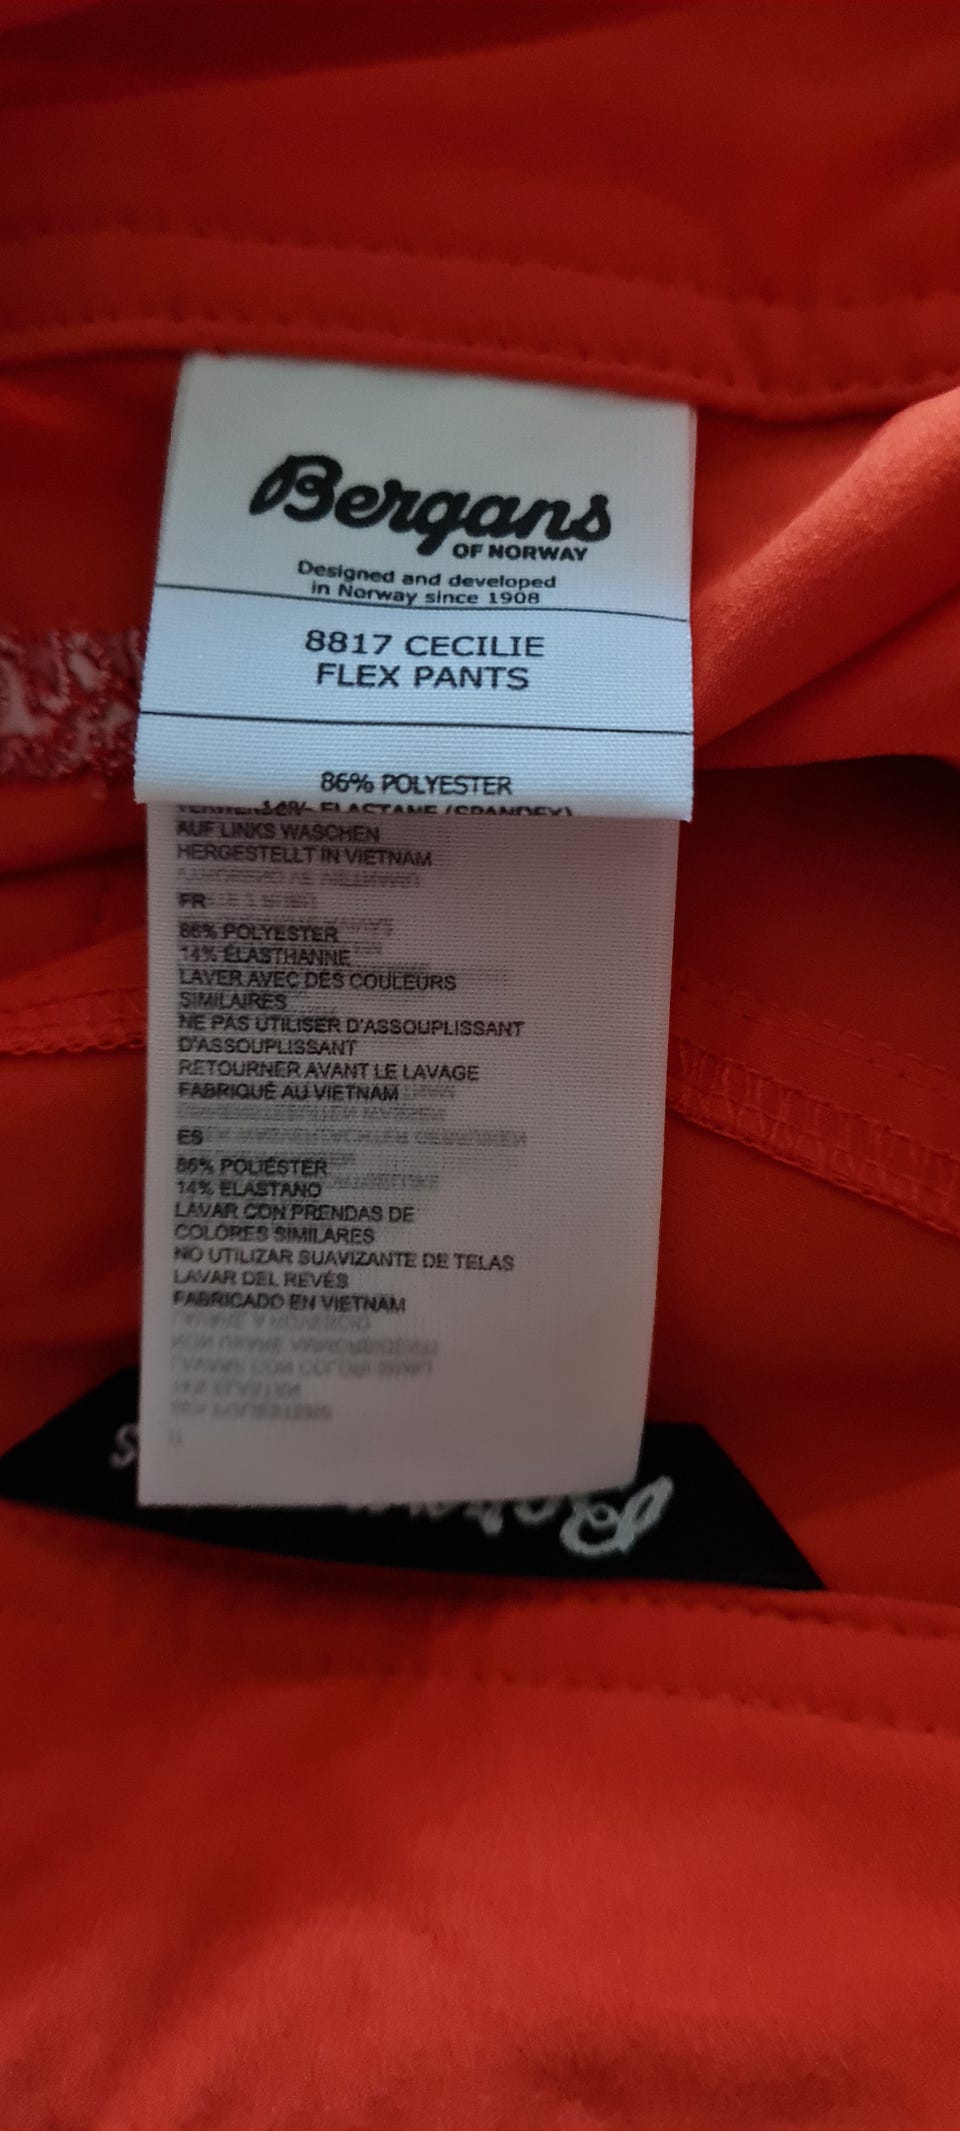 Bergans
OF NORWAY
Designed and developed
in Norway since 1908
8817 CECILIE
FLEX PANTS
86% POLYESTER
14% ELASTANE (SPANDEX)
AUF LINKS WASCHEN
HERGESTELLT IN VIETNAM
FR
86% POLYESTER
14% ÉLASTHANNE
LAVER AVEC DES COULEURS
SIMILAIRES
NE PAS UTILISER D'ASSOUPLISSANT
D'ASSOUPLISSANT
RETOURNER AVANT LE LAVAGE
FABRIQUÉ AU VIETNAM
ES
86% POLIÉSTER
14% ELASTANO
LAVAR CON PRENDAS DE
COLORES SIMILARES
NO UTILIZAR SUAVIZANTE DE TELAS
LAVAR DEL REVÉS
FABRICADO EN VIETNAM